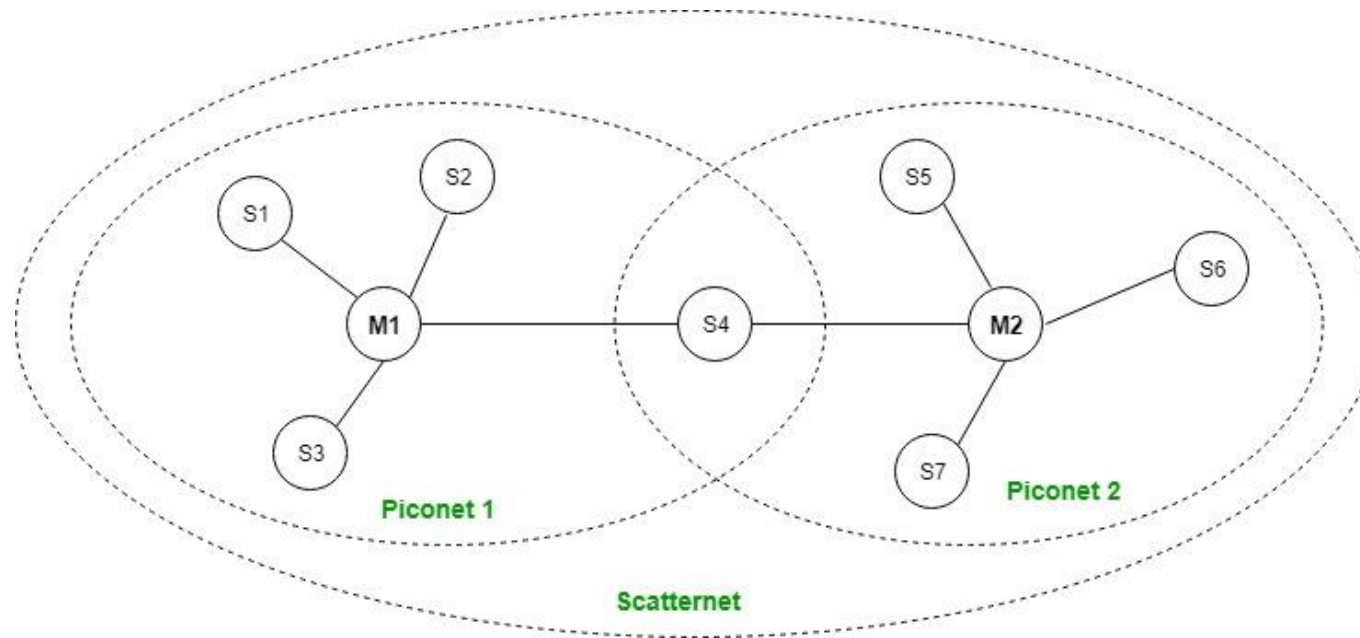 S2
S5
S1
S6
M1
S4
M2
S3
S7
Piconet 1
Piconet 2
Scatternet